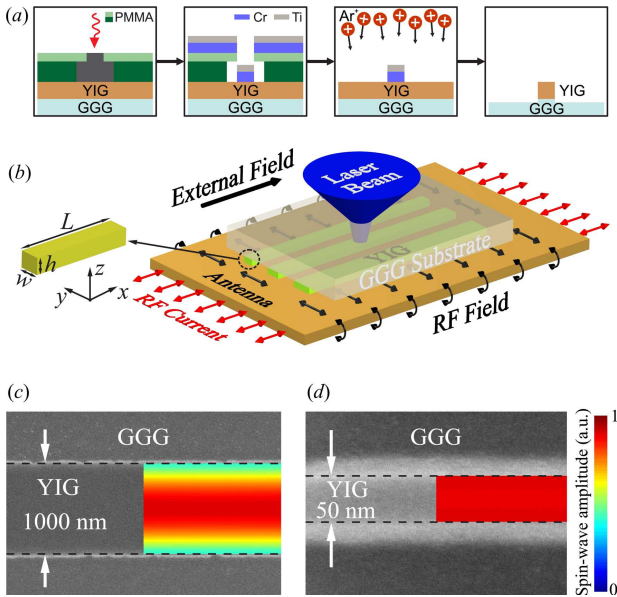 (a)
PMMA
YIG
GGG
Cr Ti
YIG
GGG
Ar⁺
YIG
GGG
YIG
GGG
(b)
External Field
Laser
Beam
L
h
w
z
y x
YIG
GGG Substrate
Antenna
RF Current
RF Field
(c)
GGG
YIG
1000 nm
(d)
GGG
YIG
50 nm
1
Spin-wave amplitude (a.u.)
0